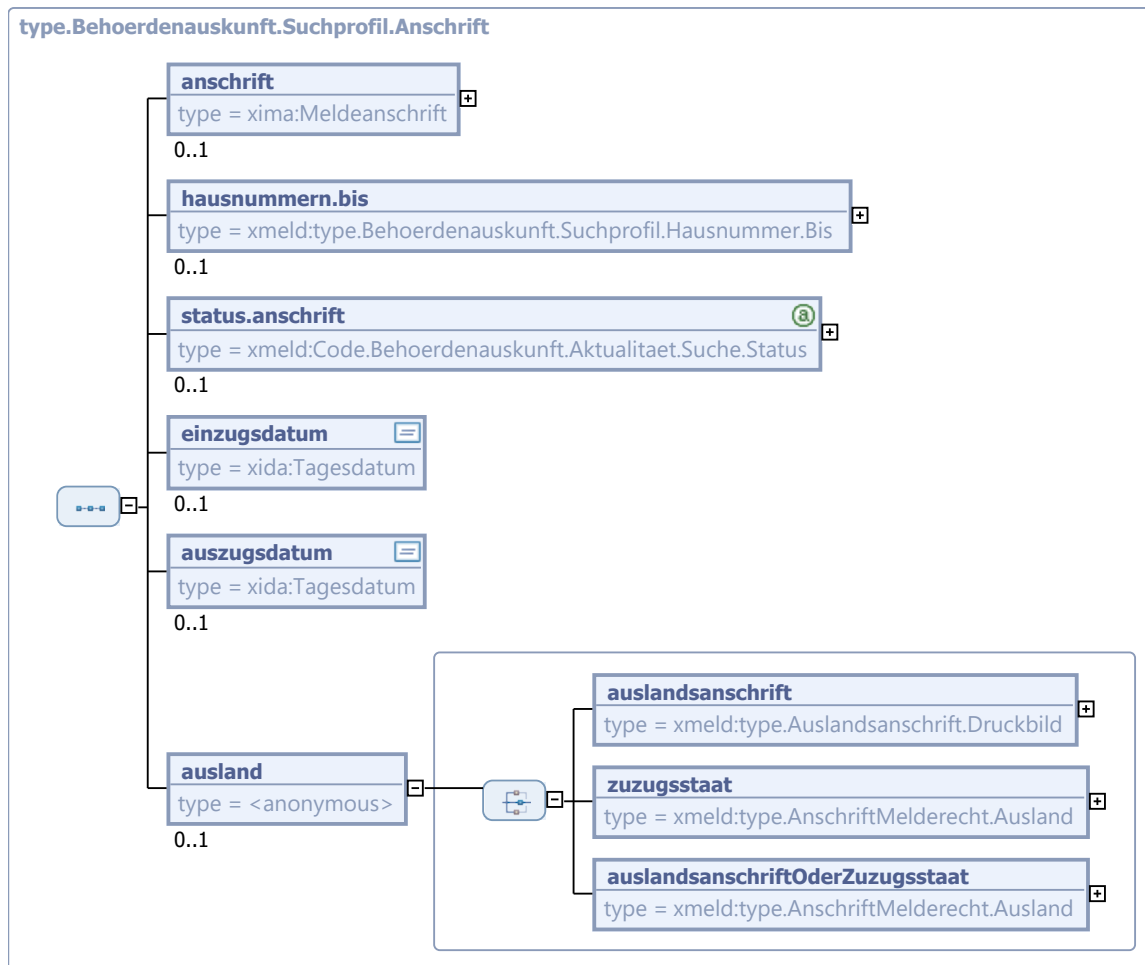 type.Behoerdenauskunft.Suchprofil.Anschrift
anschrift
type = xima:Meldeanschrift
0..1
hausnummern.bis
type = xmeld:type.Behoerdenauskunft.Suchprofil.Hausnummer.Bis
0..1
status.anschrift
a
type = xmeld:Code.Behoerdenauskunft.Aktualitaet.Suche.Status
0..1
einzugsdatum
type = xida:Tagesdatum
0..1
auszugsdatum
type = xida:Tagesdatum
0..1
ausland
type = <anonymous>
0..1
auslandsanschrift
type = xmeld:type.Auslandsanschrift.Druckbild
zuzugsstaat
type = xmeld:type.AnschriftMelderecht.Ausland
auslandsanschriftOderZuzugsstaat
type = xmeld:type.AnschriftMelderecht.Ausland